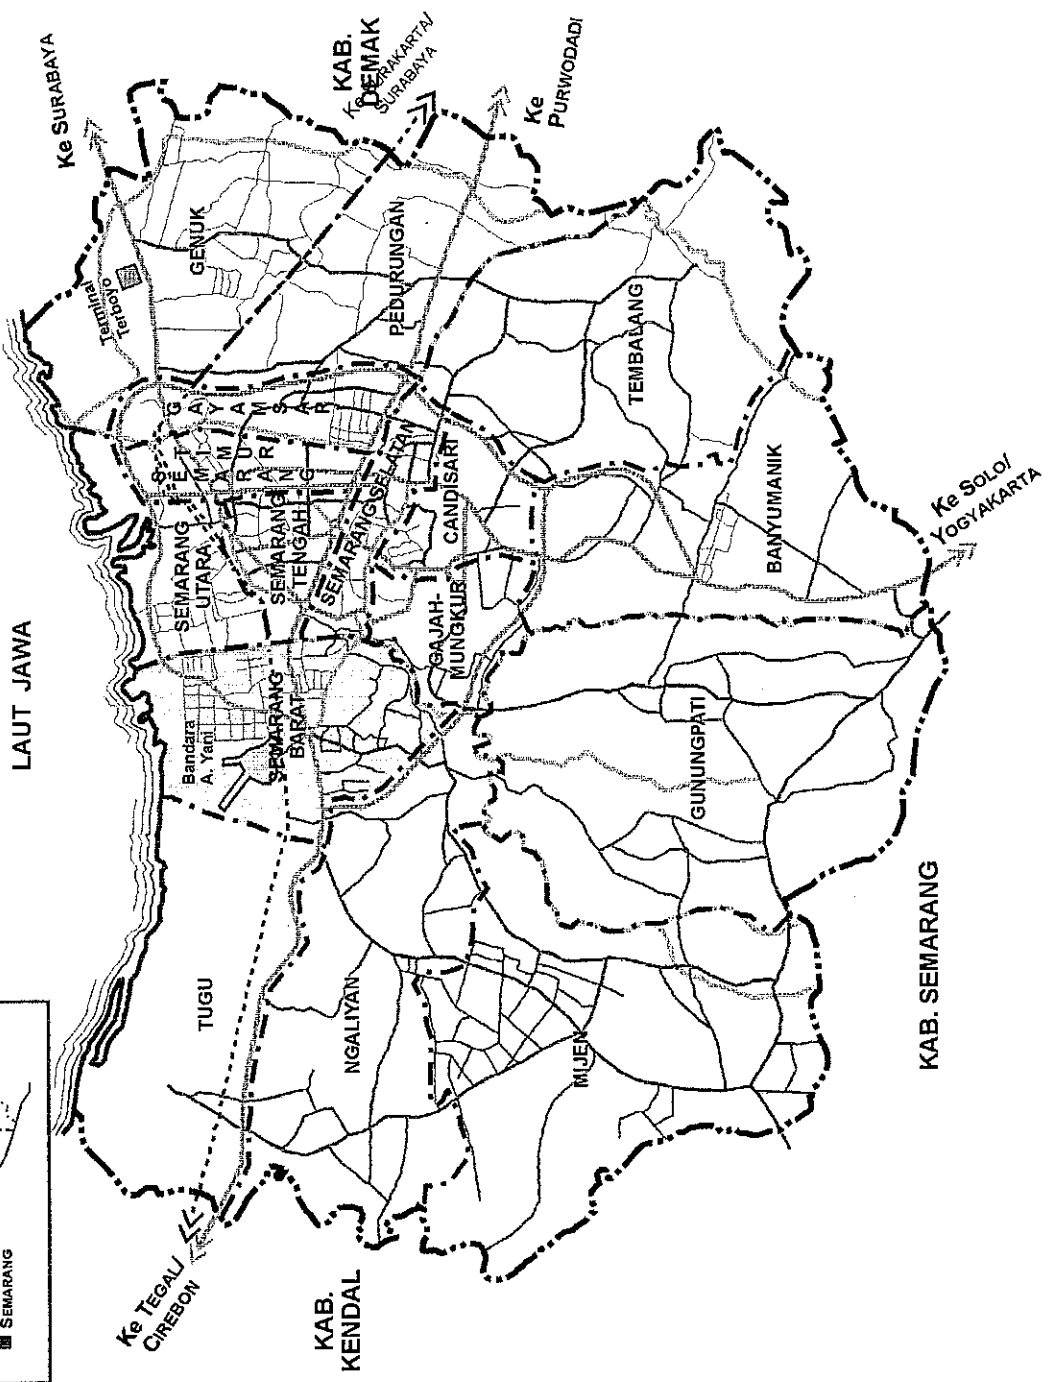 LAUT JAWA
SEMARANG
Ke TEGAL/
CIREBON
KAB.
KENDAL
TUGU
NGALIYAN
MIJEN
Bandara
A. Yani
SEMARANG
BARAT
SEMARANG
UTARA
SEMARANG
TENGAH
SEMARANG SELATAN
SEMARANG
TIMUR
GAYAMSARI
GAJAH-
MUNGKUR
CANDISARI
GUNUNGPATI
BANYUMANIK
TEMBALANG
PEDURUNGAN
GENUK
Terminal
Terboyo
Ke SURABAYA
KAB.
DEMAK
Ke SURAKARTA/
SURABAYA
Ke
PURWODADI
Ke SOLO/
YOGYAKARTA
KAB. SEMARANG